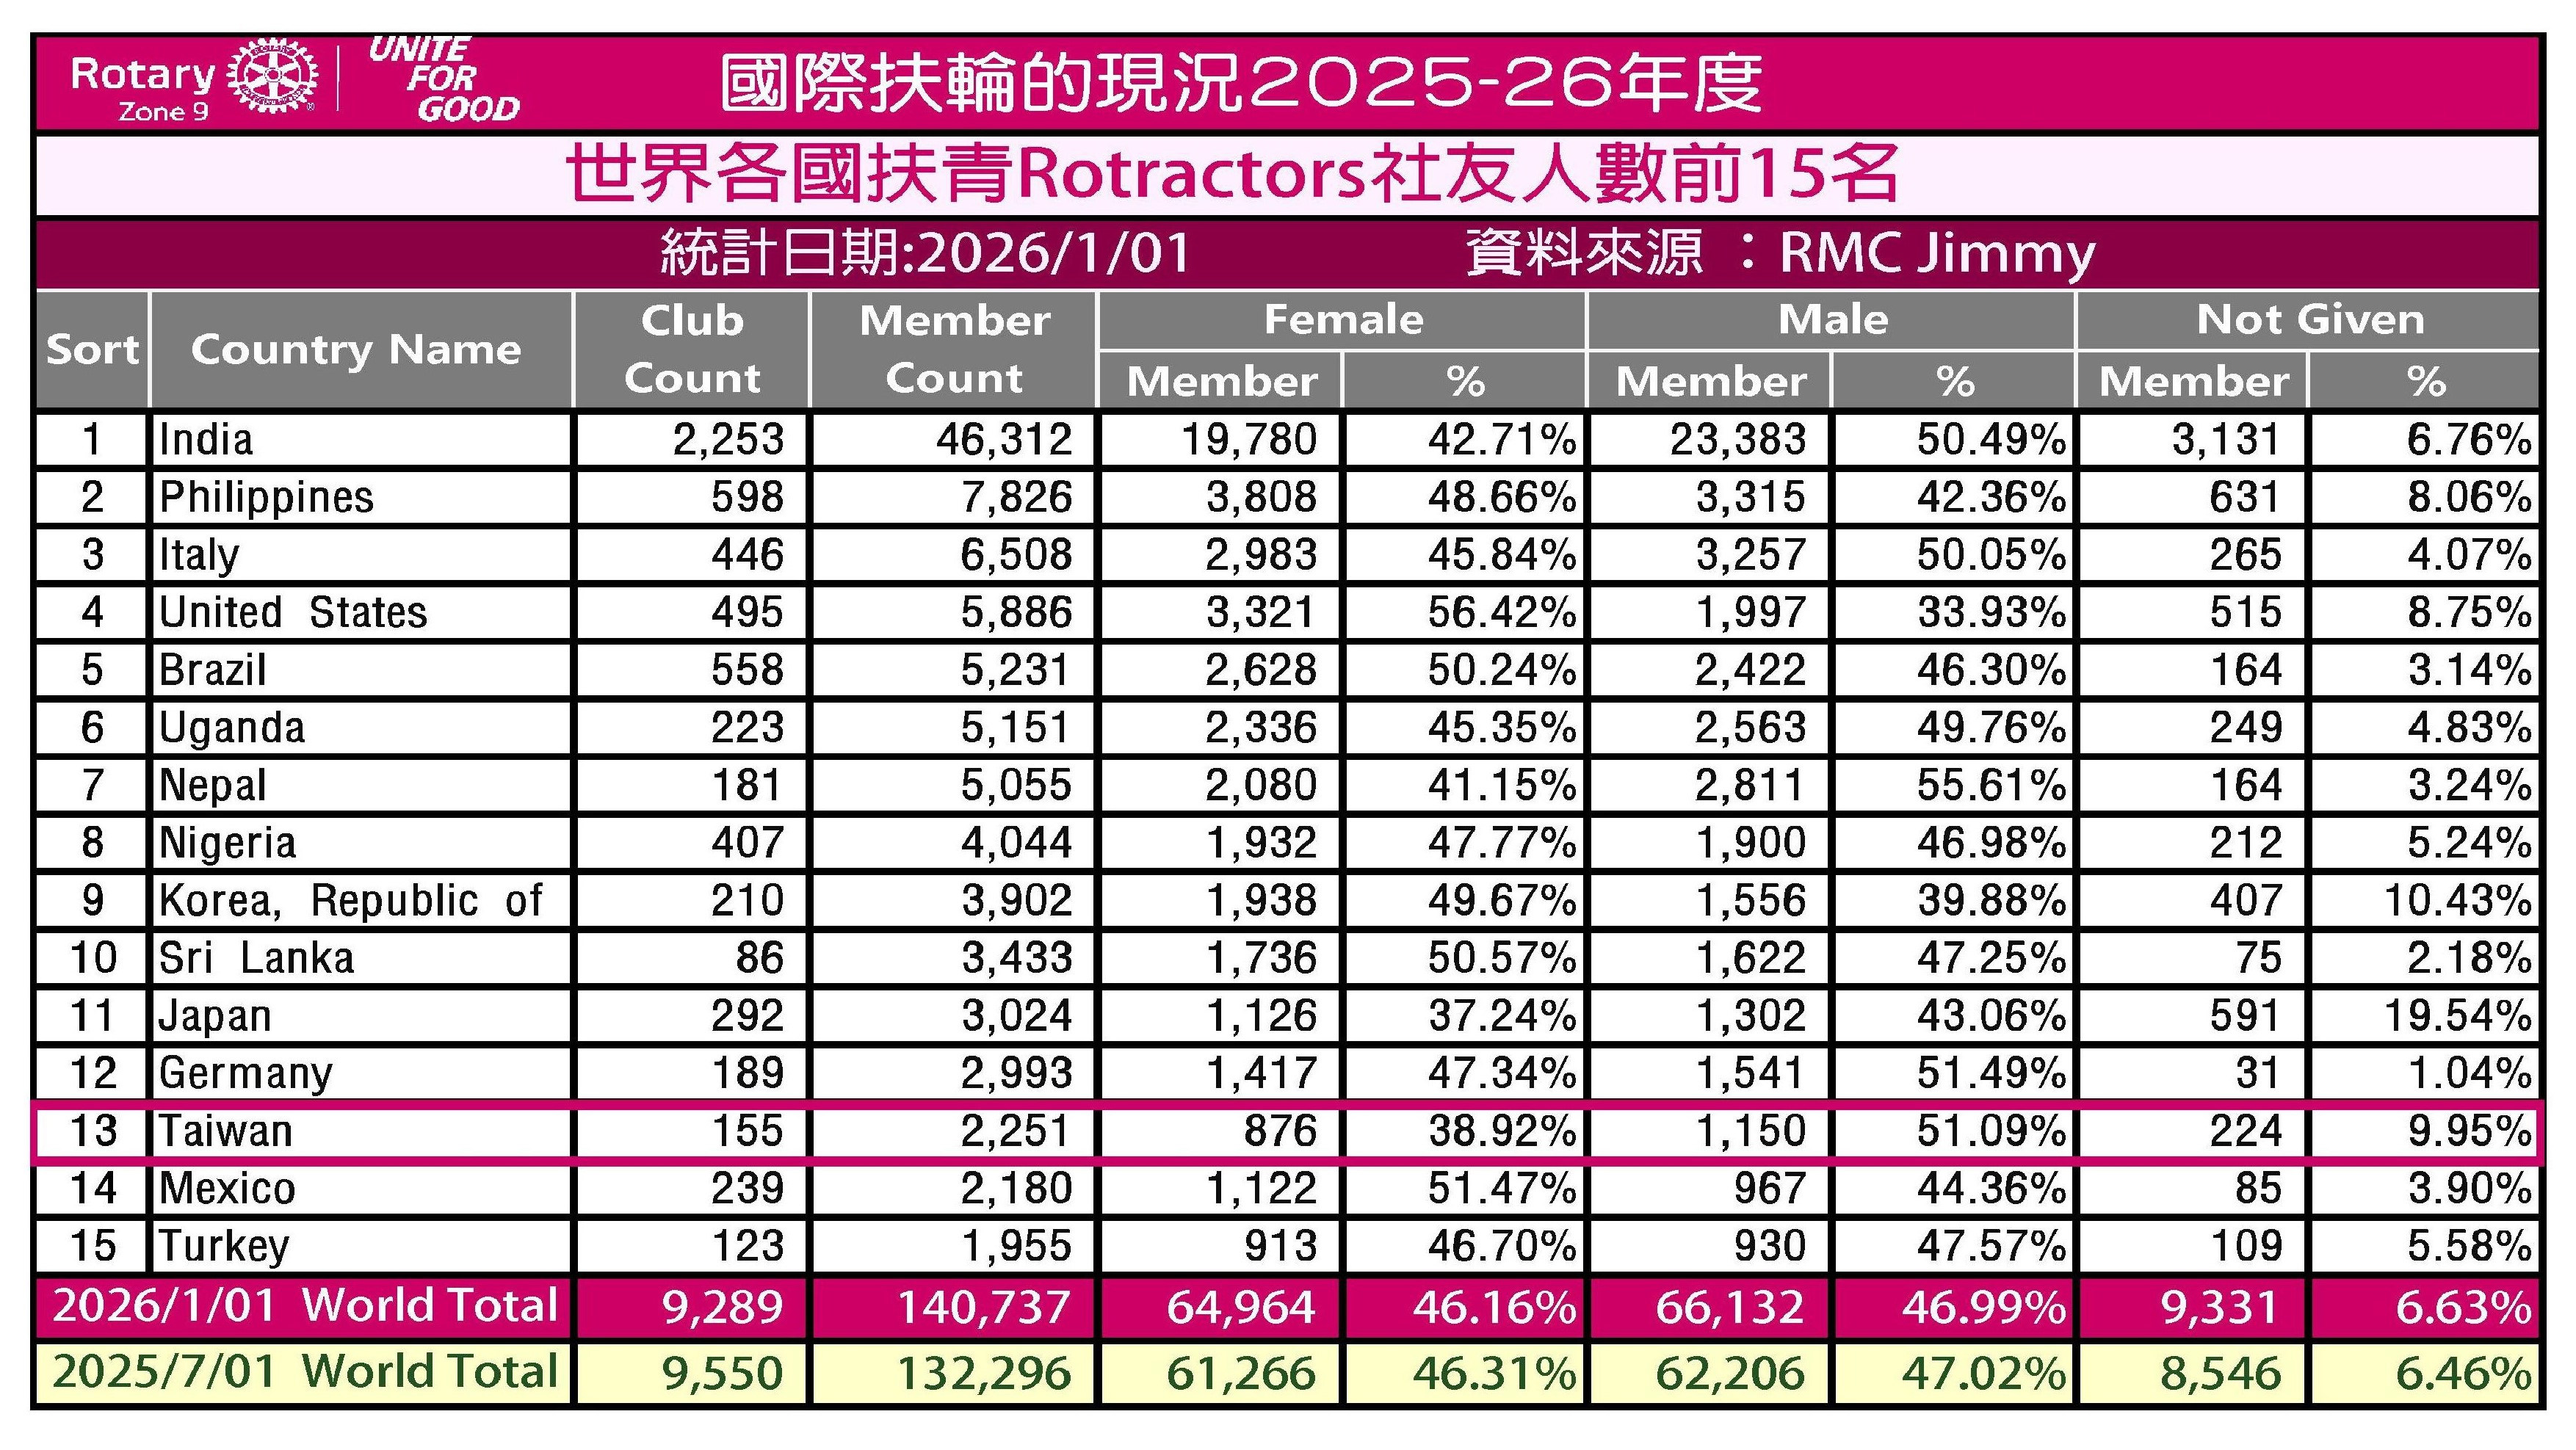 Rotary
Zone 9
UNITE
FOR
GOOD
國際扶輪的現況2025-26年度
世界各國扶青Rotractors社友人數前15名
統計日期:2026/1/01 資料來源 ：RMC Jimmy
Sort Country Name Club Count Member Count Female Male Not Given
Member % Member % Member %
1 India 2,253 46,312 19,780 42.71% 23,383 50.49% 3,131 6.76%
2 Philippines 598 7,826 3,808 48.66% 3,315 42.36% 631 8.06%
3 Italy 446 6,508 2,983 45.84% 3,257 50.05% 265 4.07%
4 United States 495 5,886 3,321 56.42% 1,997 33.93% 515 8.75%
5 Brazil 558 5,231 2,628 50.24% 2,422 46.30% 164 3.14%
6 Uganda 223 5,151 2,336 45.35% 2,563 49.76% 249 4.83%
7 Nepal 181 5,055 2,080 41.15% 2,811 55.61% 164 3.24%
8 Nigeria 407 4,044 1,932 47.77% 1,900 46.98% 212 5.24%
9 Korea, Republic of 210 3,902 1,938 49.67% 1,556 39.88% 407 10.43%
10 Sri Lanka 86 3,433 1,736 50.57% 1,622 47.25% 75 2.18%
11 Japan 292 3,024 1,126 37.24% 1,302 43.06% 591 19.54%
12 Germany 189 2,993 1,417 47.34% 1,541 51.49% 31 1.04%
13 Taiwan 155 2,251 876 38.92% 1,150 51.09% 224 9.95%
14 Mexico 239 2,180 1,122 51.47% 967 44.36% 85 3.90%
15 Turkey 123 1,955 913 46.70% 930 47.57% 109 5.58%
2026/1/01 World Total 9,289 140,737 64,964 46.16% 66,132 46.99% 9,331 6.63%
2025/7/01 World Total 9,550 132,296 61,266 46.31% 62,206 47.02% 8,546 6.46%